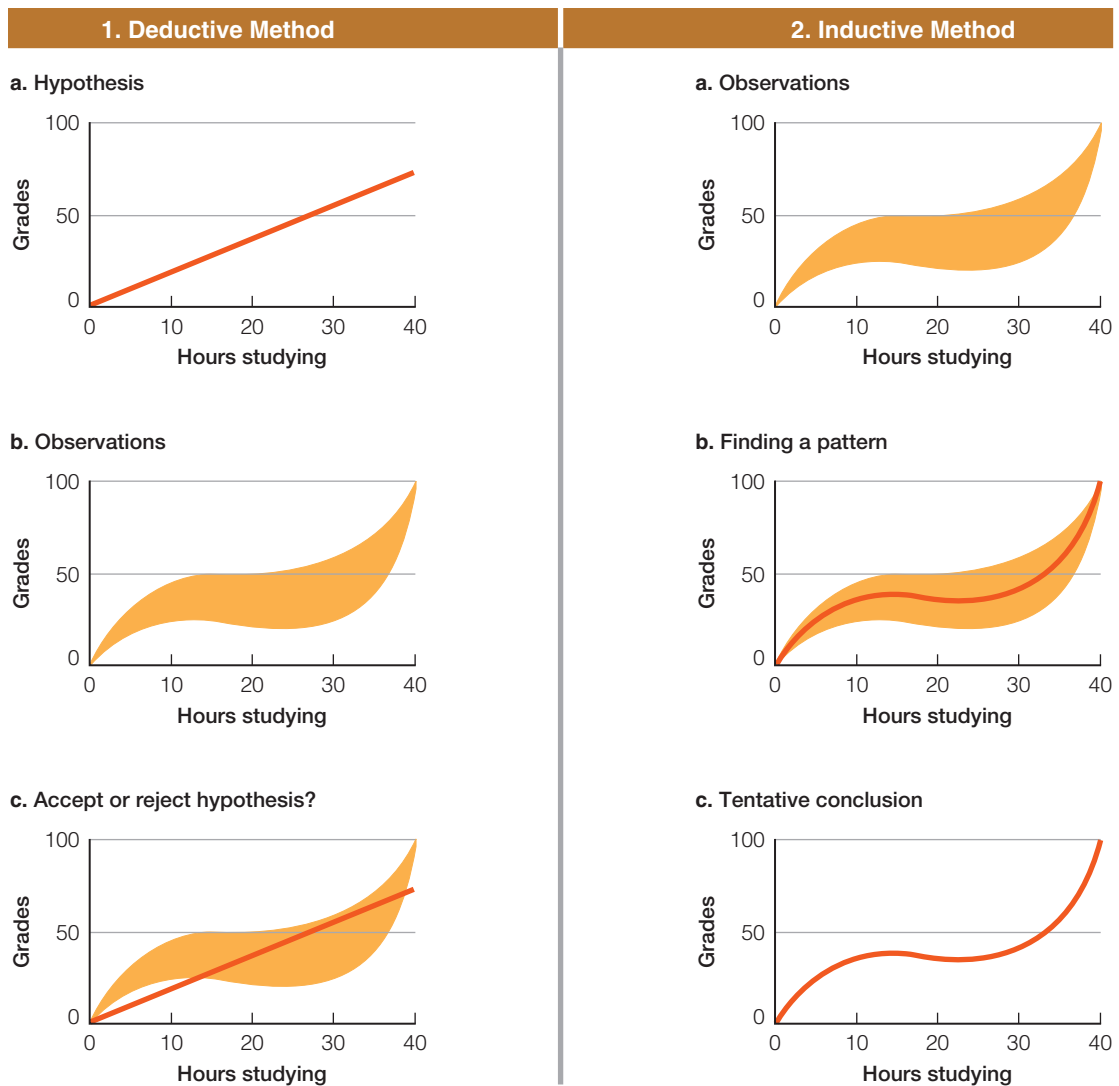 1. Deductive Method
a. Hypothesis
100
50
0
Grades
0 10 20 30 40
Hours studying
b. Observations
100
50
0
Grades
0 10 20 30 40
Hours studying
c. Accept or reject hypothesis?
100
50
0
Grades
0 10 20 30 40
Hours studying
2. Inductive Method
a. Observations
100
50
0
Grades
0 10 20 30 40
Hours studying
b. Finding a pattern
100
50
0
Grades
0 10 20 30 40
Hours studying
c. Tentative conclusion
100
50
0
Grades
0 10 20 30 40
Hours studying